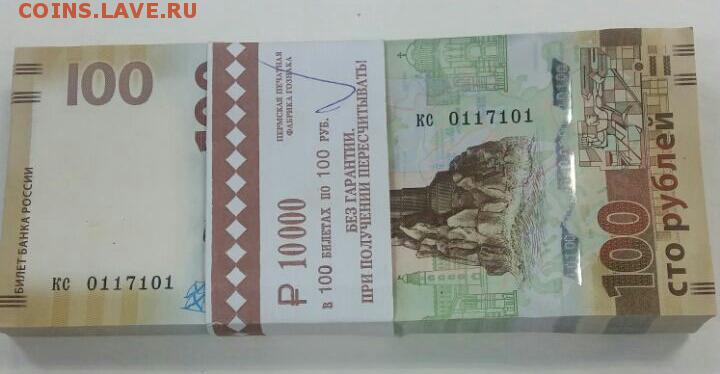 COINS.LAVE.RU
100
БИЛЕТ БАНКА РОССИИ
кс 0117101
100
ПЕРМСКАЯ ПЕЧАТНАЯ
ФАБРИКА ГОЗНАКА
₽ 10000
в 100 БИЛЕТАХ ПО 100 РУБ.
БЕЗ ГАРАНТИИ.
ПРИ ПОЛУЧЕНИИ ПЕРЕСЧИТЫВАТЬ!
кс 0117101
100
сто рублей